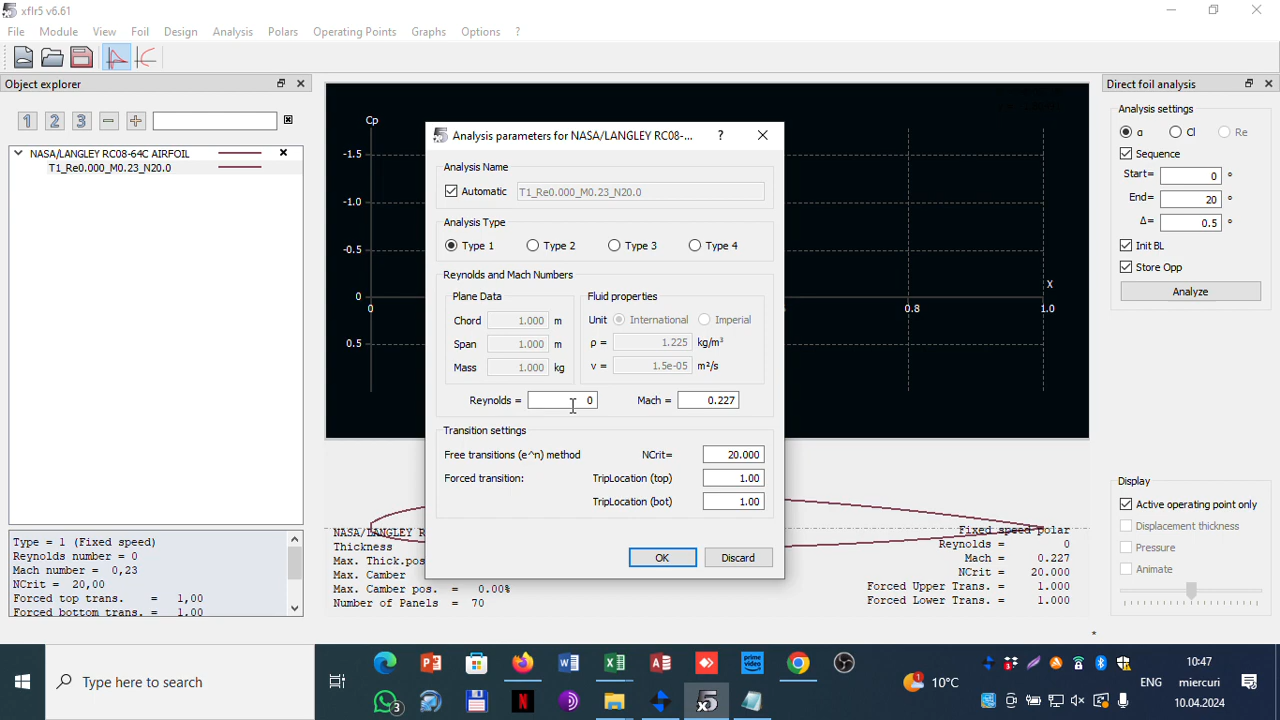 xflr5 v6.61
File Module View Foil Design Analysis Polars Operating Points Graphs Options ?
Object explorer
1 2 3
NASA/LANGLEY RC08-64C AIRFOIL
T1_Re0.000_M0.23_N20.0
Type = 1 (Fixed speed)
Reynolds number = 0
Mach number = 0,23
NCrit = 20,00
Forced top trans. = 1,00
Forced bottom trans. = 1.00
Cp
-1.5
-1.0
-0.5
0
0.5
0 0.8 1.0
X
NASA/LANGLEY RC
Thickness
Max. Thick.pos
Max. Camber
Max. Camber pos. = 0.00%
Number of Panels = 70
Fixed speed polar
Reynolds = 0
Mach = 0.227
NCrit = 20.000
Forced Upper Trans. = 1.000
Forced Lower Trans. = 1.000
Analysis parameters for NASA/LANGLEY RC08-... ?
Analysis Name
Automatic T1_Re0.000_M0.23_N20.0
Analysis Type
Type 1 Type 2 Type 3 Type 4
Reynolds and Mach Numbers
Plane Data
Chord 1.000 m
Span 1.000 m
Mass 1.000 kg
Fluid properties
Unit International Imperial
ρ = 1.225 kg/m³
ν = 1.5e-05 m²/s
Reynolds = 0 Mach = 0.227
Transition settings
Free transitions (e^n) method NCrit= 20.000
Forced transition: TripLocation (top) 1.00
TripLocation (bot) 1.00
OK Discard
Direct foil analysis
Analysis settings
α Cl Re
Sequence
Start= 0 °
End= 20 °
Δ= 0.5 °
Init BL
Store Opp
Analyze
Display
Active operating point only
Displacement thickness
Pressure
Animate
*
Type here to search
3
10°C
ENG
10:47
miercuri
10.04.2024